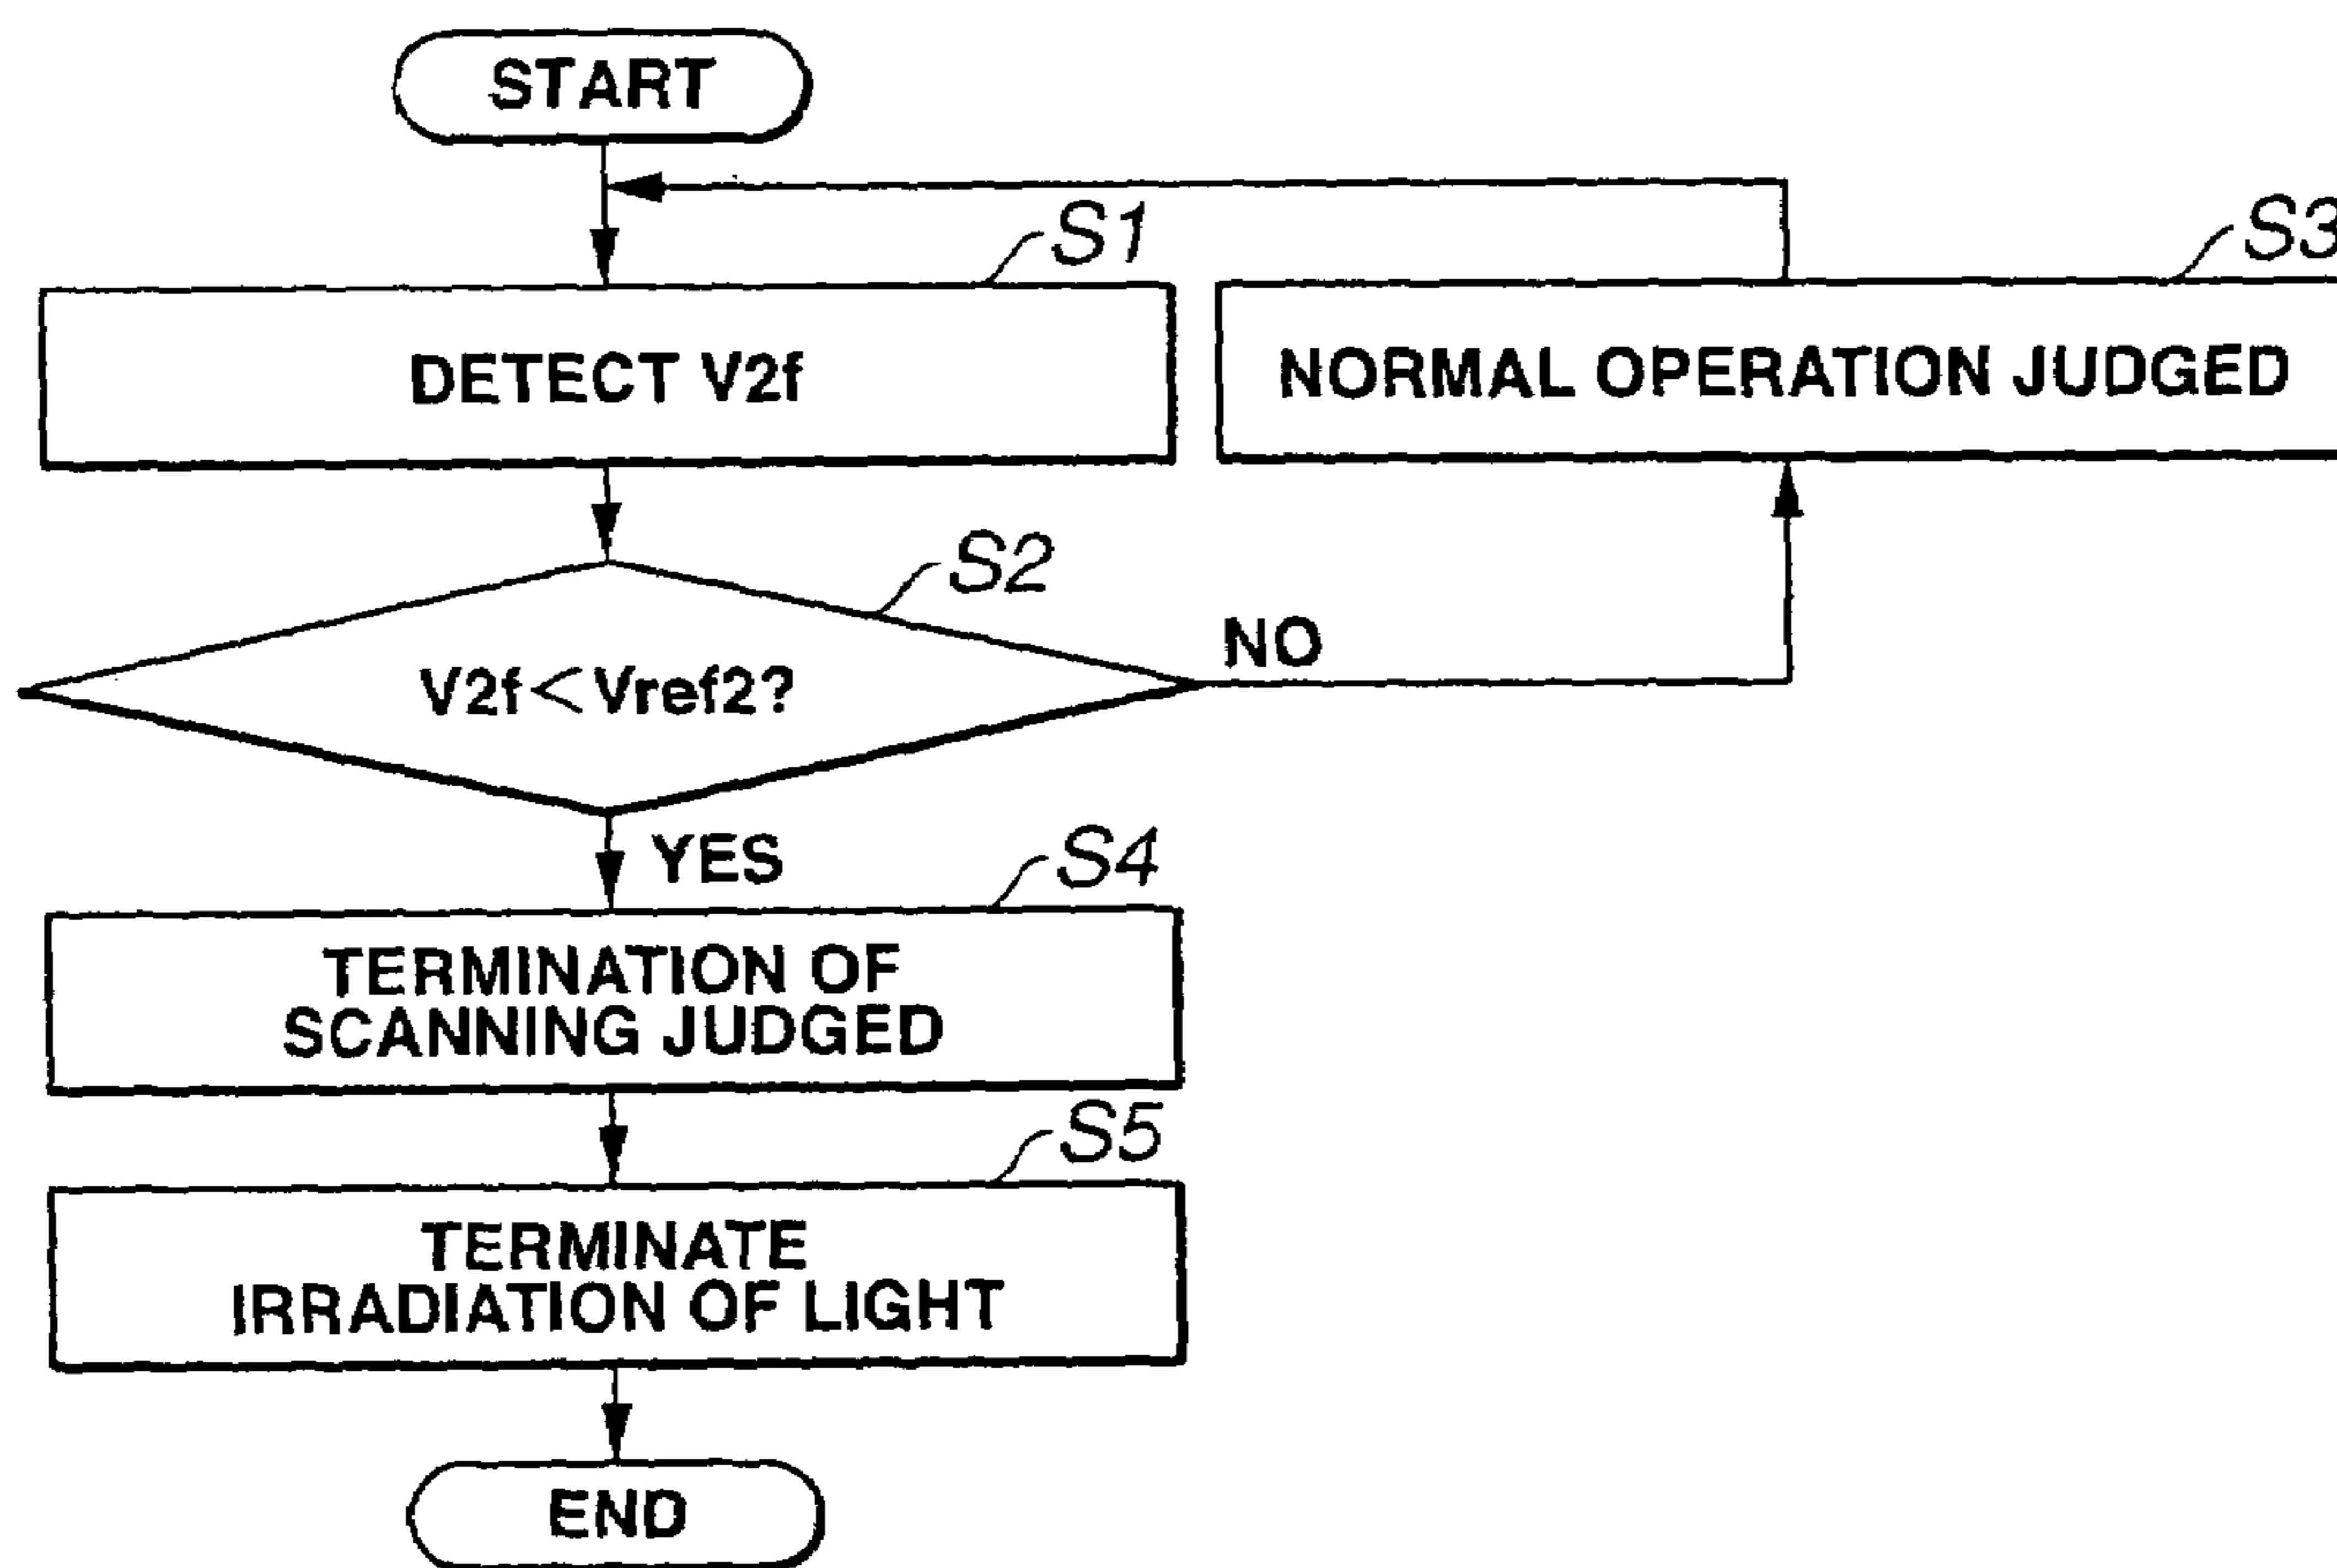 START
S1
DETECT V2f
S3
NORMAL OPERATION JUDGED
S2
V2f<Vref2?
NO
YES
S4
TERMINATION OF
SCANNING JUDGED
S5
TERMINATE
IRRADIATION OF LIGHT
END